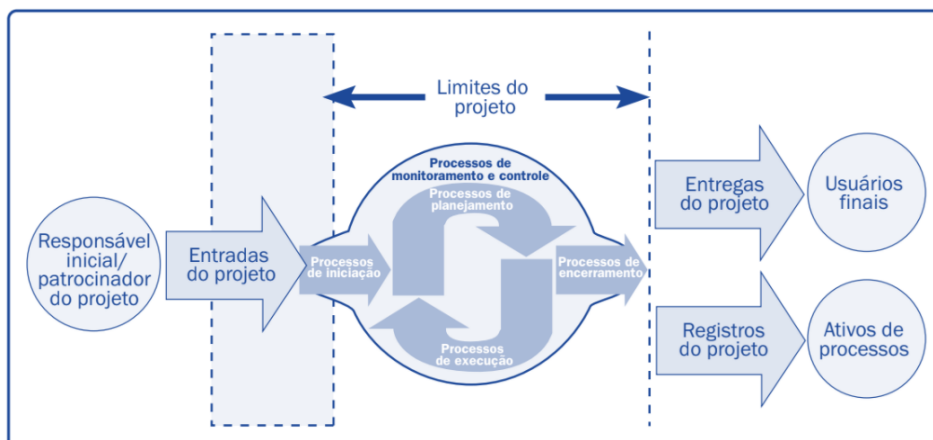 Limites do
projeto
Processos de
monitoramento e controle
Processos de
planejamento
Responsável
inicial/
patrocinador
do projeto
Entradas
do projeto
Processos
de iniciação
Processos
de encerramento
Processos
de execução
Entregas
do projeto
Usuários
finais
Registros
do projeto
Ativos de
processos